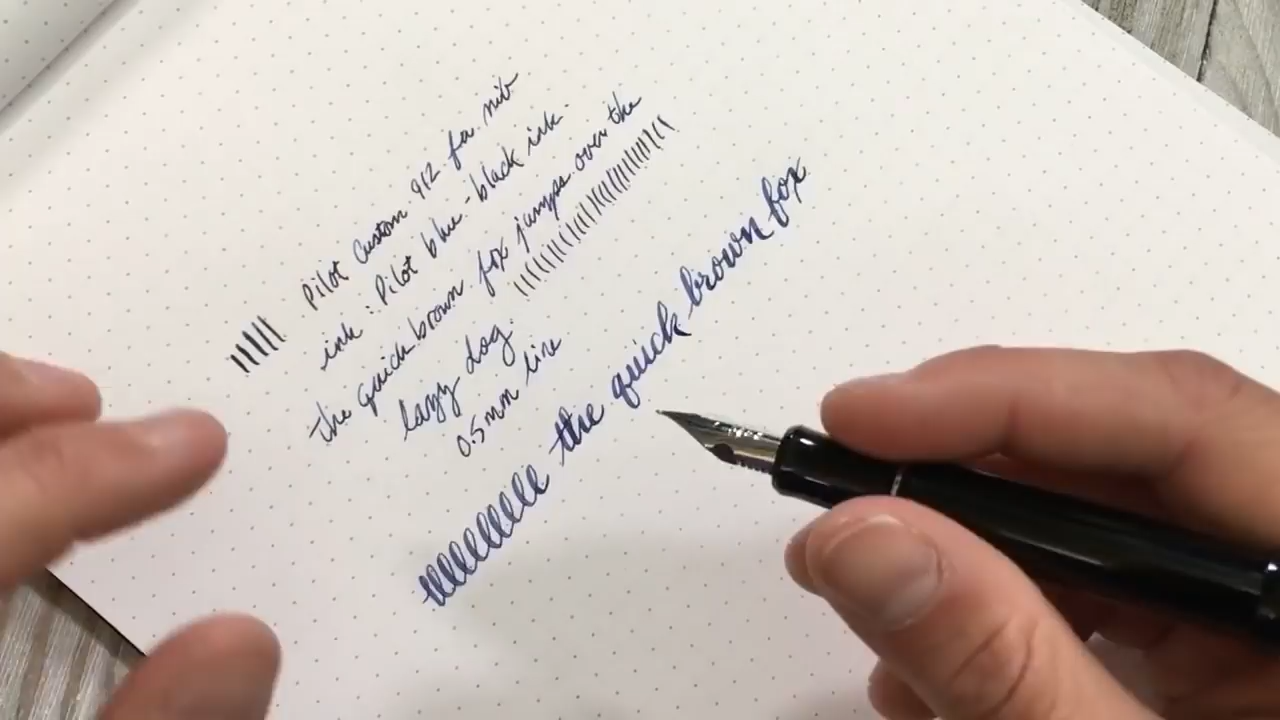 Pilot Custom 912 fa nib
ink : Pilot blue-black ink.
The quick brown fox jumps over the
lazy dog.
0.5mm line
the quick brown fox